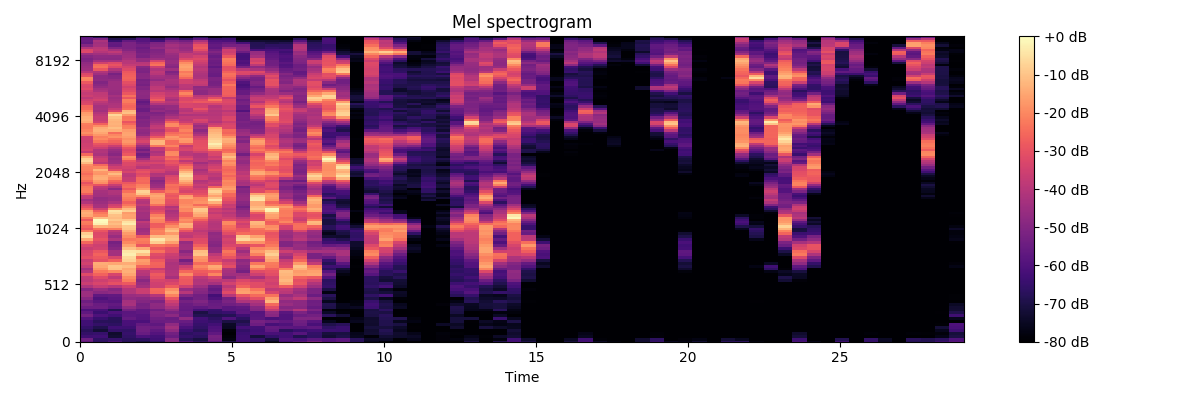 Mel spectrogram
Hz
8192
4096
2048
1024
512
0
0 5 10 15 20 25
Time
+0 dB
-10 dB
-20 dB
-30 dB
-40 dB
-50 dB
-60 dB
-70 dB
-80 dB